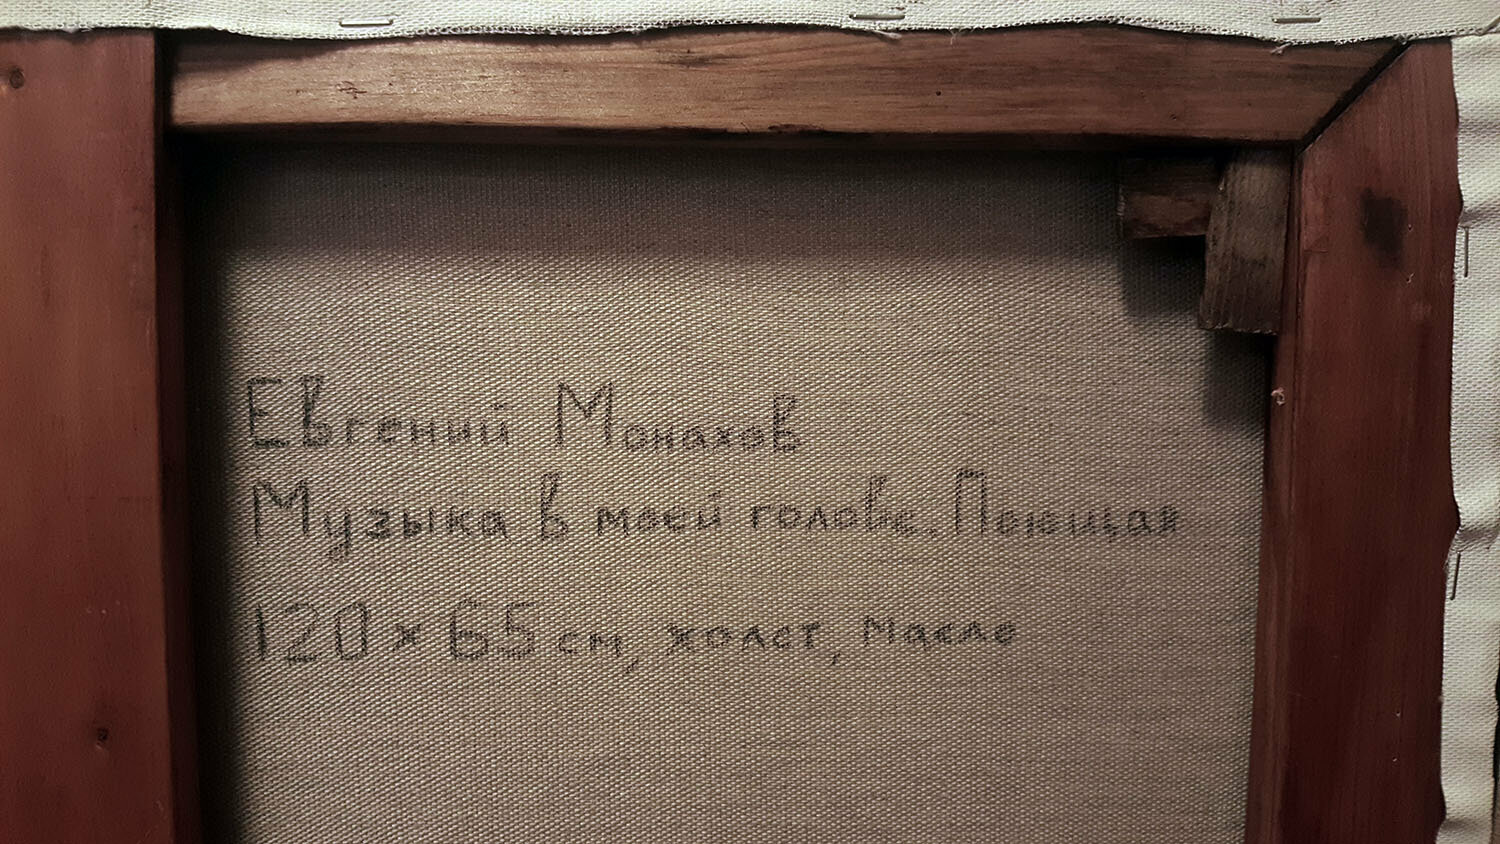 Евгений Монахов
Музыка в моей голове. Поющая
120 × 65 см, холст, масло